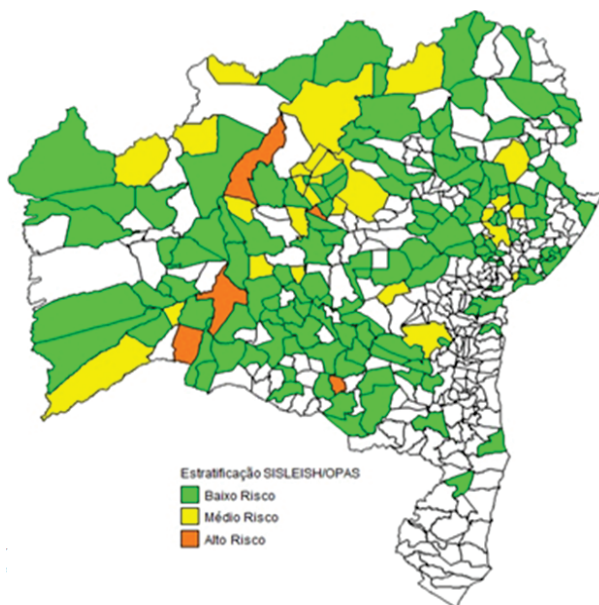 Estratificação SISLEISH/OPAS
Baixo Risco
Médio Risco
Alto Risco